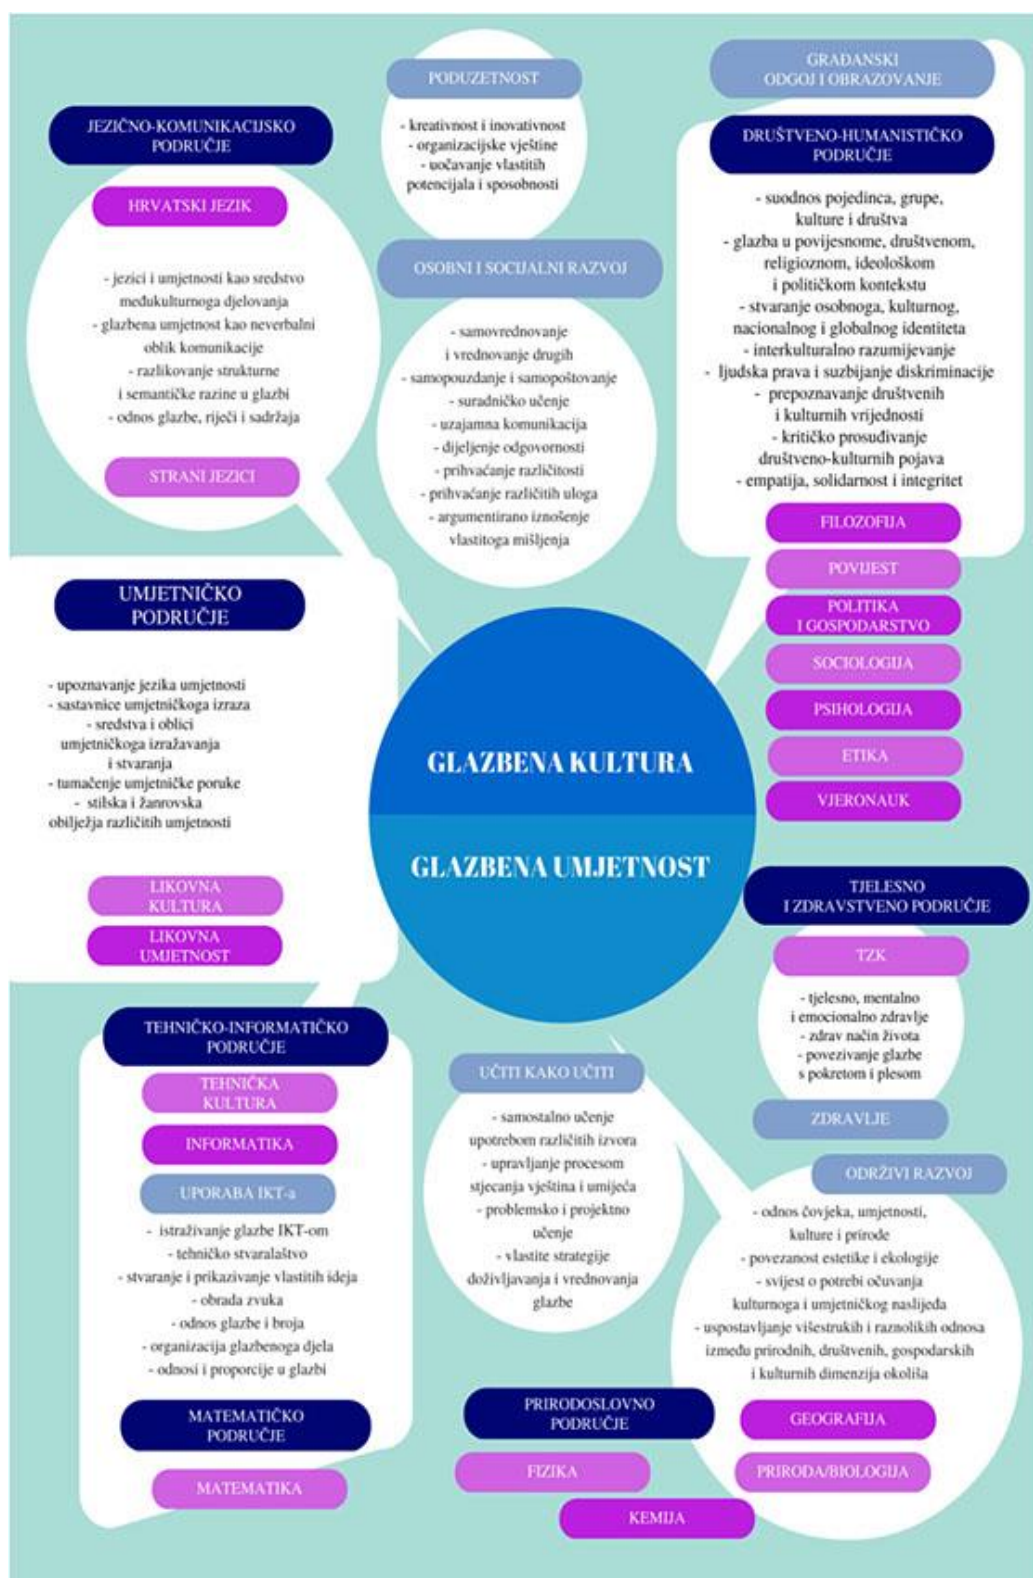 PODUZETNOST
- kreativnost i inovativnost
- organizacijske vještine
- uočavanje vlastitih
potencijala i sposobnosti
GRAĐANSKI
ODGOJ I OBRAZOVANJE
JEZIČNO-KOMUNIKACIJSKO
PODRUČJE
HRVATSKI JEZIK
- jezici i umjetnosti kao sredstvo
međukulturnoga djelovanja
- glazbena umjetnost kao neverbalni
oblik komunikacije
- razlikovanje strukturne
i semantičke razine u glazbi
- odnos glazbe, riječi i sadržaja
STRANI JEZICI
OSOBNI I SOCIJALNI RAZVOJ
- samovrednovanje
i vrednovanje drugih
- samopouzdanje i samopoštovanje
- suradničko učenje
- uzajamna komunikacija
- dijeljenje odgovornosti
- prihvaćanje različitosti
- prihvaćanje različitih uloga
- argumentirano iznošenje
vlastitoga mišljenja
DRUŠTVENO-HUMANISTIČKO
PODRUČJE
- suodnos pojedinca, grupe,
kulture i društva
- glazba u povijesnome, društvenom,
religioznom, ideološkom
i političkom kontekstu
- stvaranje osobnoga, kulturnog,
nacionalnog i globalnog identiteta
- interkulturalno razumijevanje
- ljudska prava i suzbijanje diskriminacije
- prepoznavanje društvenih
i kulturnih vrijednosti
- kritičko prosuđivanje
društveno-kulturnih pojava
- empatija, solidarnost i integritet
FILOZOFIJA
POVIJEST
POLITIKA
I GOSPODARSTVO
SOCIOLOGIJA
PSIHOLOGIJA
ETIKA
VJERONAUK
UMJETNIČKO
PODRUČJE
- upoznavanje jezika umjetnosti
- sastavnice umjetničkoga izraza
- sredstva i oblici
umjetničkoga izražavanja
i stvaranja
- tumačenje umjetničke poruke
- stilska i žanrovska
obilježja različitih umjetnosti
LIKOVNA
KULTURA
LIKOVNA
UMJETNOST
GLAZBENA KULTURA
GLAZBENA UMJETNOST
TJELESNO
I ZDRAVSTVENO PODRUČJE
TZK
- tjelesno, mentalno
i emocionalno zdravlje
- zdrav način života
- povezivanje glazbe
s pokretom i plesom
ZDRAVLJE
TEHNIČKO-INFORMATIČKO
PODRUČJE
TEHNIČKA
KULTURA
INFORMATIKA
UPORABA IKT-a
- istraživanje glazbe IKT-om
- tehničko stvaralaštvo
- stvaranje i prikazivanje vlastitih ideja
- obrada zvuka
- odnos glazbe i broja
- organizacija glazbenoga djela
- odnosi i proporcije u glazbi
MATEMATIČKO
PODRUČJE
MATEMATIKA
UČITI KAKO UČITI
- samostalno učenje
upotrebom različitih izvora
- upravljanje procesom
stjecanja vještina i umijeća
- problemsko i projektno
učenje
- vlastite strategije
doživljavanja i vrednovanja
glazbe
ODRŽIVI RAZVOJ
- odnos čovjeka, umjetnosti,
kulture i prirode
- povezanost estetike i ekologije
- svijest o potrebi očuvanja
kulturnoga i umjetničkog naslijeđa
- uspostavljanje višestrukih i raznolikih odnosa
između prirodnih, društvenih, gospodarskih
i kulturnih dimenzija okoliša
PRIRODOSLOVNO
PODRUČJE
GEOGRAFIJA
FIZIKA
PRIRODA/BIOLOGIJA
KEMIJA